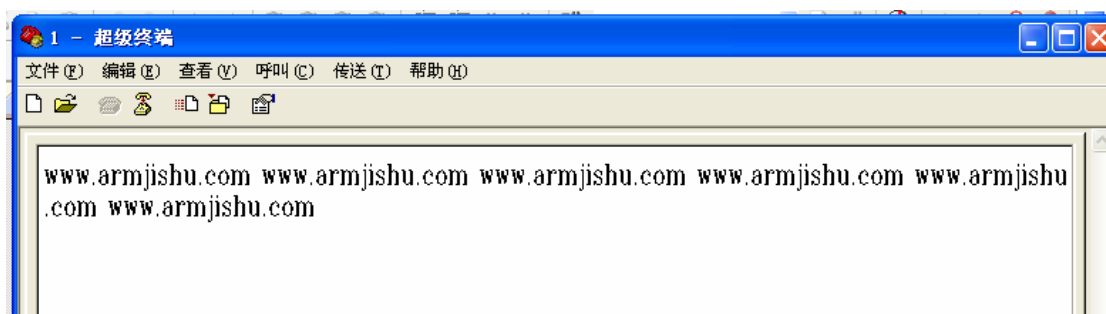 1 - 超级终端
文件(F) 编辑(E) 查看(V) 呼叫(C) 传送(T) 帮助(H)
www.armjishu.com www.armjishu.com www.armjishu.com www.armjishu.com www.armjishu
.com www.armjishu.com